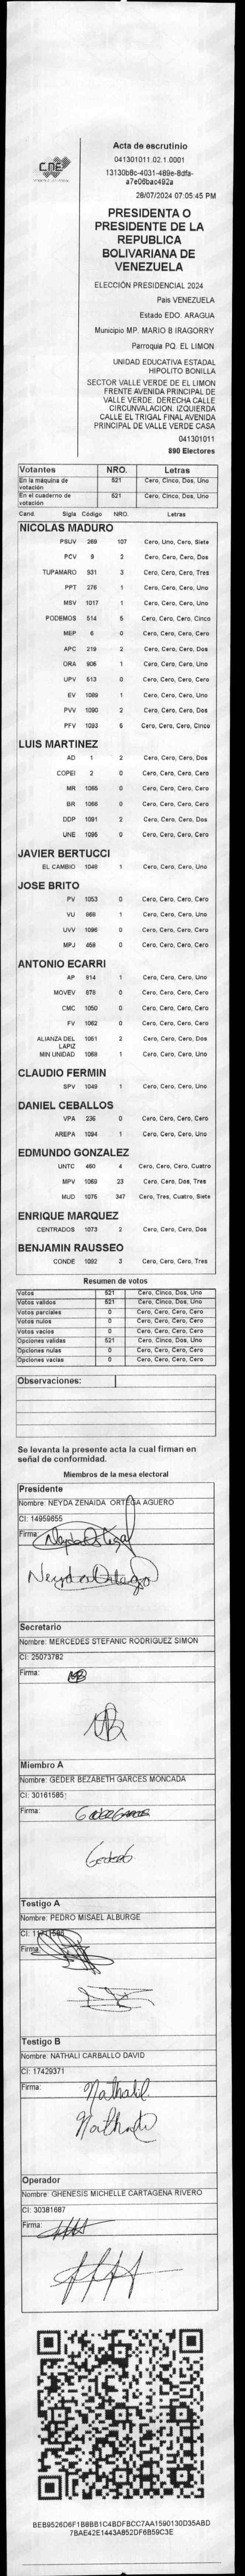 CNE
Acta de escrutinio
041301011.02.1.0001
13130b8c-4031-489e-8dfa-
a7e06bac492a
28/07/2024 07:05:45 PM
PRESIDENTA O
PRESIDENTE DE LA
REPUBLICA
BOLIVARIANA DE
VENEZUELA
ELECCIÓN PRESIDENCIAL 2024
Pais VENEZUELA
Estado EDO. ARAGUA
Municipio MP. MARIO B IRAGORRY
Parroquia PQ. EL LIMON
UNIDAD EDUCATIVA ESTADAL
HIPOLITO BONILLA
SECTOR VALLE VERDE DE EL LIMON
FRENTE AVENIDA PRINCIPAL DE
VALLE VERDE. DERECHA CALLE
CIRCUNVALACION. IZQUIERDA
CALLE EL TRIGAL FINAL AVENIDA
PRINCIPAL DE VALLE VERDE CASA
041301011
890 Electores
Votantes NRO. Letras
En la máquina de votación 521 Cero, Cinco, Dos, Uno
En el cuaderno de votación 521 Cero, Cinco, Dos, Uno
Cand. Sigla Código NRO. Letras
NICOLAS MADURO
PSUV 269 107 Cero, Uno, Cero, Siete
PCV 9 2 Cero, Cero, Cero, Dos
TUPAMARO 931 3 Cero, Cero, Cero, Tres
PPT 276 1 Cero, Cero, Cero, Uno
MSV 1017 1 Cero, Cero, Cero, Uno
PODEMOS 514 5 Cero, Cero, Cero, Cinco
MEP 6 0 Cero, Cero, Cero, Cero
APC 219 2 Cero, Cero, Cero, Dos
ORA 906 1 Cero, Cero, Cero, Uno
UPV 513 0 Cero, Cero, Cero, Cero
EV 1089 1 Cero, Cero, Cero, Uno
PVV 1090 2 Cero, Cero, Cero, Dos
PFV 1093 5 Cero, Cero, Cero, Cinco
LUIS MARTINEZ
AD 1 2 Cero, Cero, Cero, Dos
COPEI 2 0 Cero, Cero, Cero, Cero
MR 1065 0 Cero, Cero, Cero, Cero
BR 1066 0 Cero, Cero, Cero, Cero
DDP 1091 2 Cero, Cero, Cero, Dos
UNE 1095 0 Cero, Cero, Cero, Cero
JAVIER BERTUCCI
EL CAMBIO 1048 1 Cero, Cero, Cero, Uno
JOSE BRITO
PV 1053 0 Cero, Cero, Cero, Cero
VU 868 1 Cero, Cero, Cero, Uno
UVV 1096 0 Cero, Cero, Cero, Cero
MPJ 458 0 Cero, Cero, Cero, Cero
ANTONIO ECARRI
AP 914 1 Cero, Cero, Cero, Uno
MOVEV 879 0 Cero, Cero, Cero, Cero
CMC 1050 0 Cero, Cero, Cero, Cero
FV 1062 0 Cero, Cero, Cero, Cero
ALIANZA DEL LAPIZ 1051 2 Cero, Cero, Cero, Dos
MIN UNIDAD 1068 1 Cero, Cero, Cero, Uno
CLAUDIO FERMIN
SPV 1049 1 Cero, Cero, Cero, Uno
DANIEL CEBALLOS
VPA 236 0 Cero, Cero, Cero, Cero
AREPA 1094 1 Cero, Cero, Cero, Uno
EDMUNDO GONZALEZ
UNTC 460 4 Cero, Cero, Cero, Cuatro
MPV 1069 23 Cero, Cero, Dos, Tres
MUD 1075 347 Cero, Tres, Cuatro, Siete
ENRIQUE MARQUEZ
CENTRADOS 1073 2 Cero, Cero, Cero, Dos
BENJAMIN RAUSSEO
CONDE 1092 3 Cero, Cero, Cero, Tres
Resumen de votos
Votos 521 Cero, Cinco, Dos, Uno
Votos validos 521 Cero, Cinco, Dos, Uno
Votos parciales 0 Cero, Cero, Cero, Cero
Votos nulos 0 Cero, Cero, Cero, Cero
Votos vacios 0 Cero, Cero, Cero, Cero
Opciones validas 521 Cero, Cinco, Dos, Uno
Opciones nulas 0 Cero, Cero, Cero, Cero
Opciones vacias 0 Cero, Cero, Cero, Cero
Observaciones:
Se levanta la presente acta la cual firman en
señal de conformidad.
Miembros de la mesa electoral
Presidente
Nombre: NEYDA ZENAIDA ORTEGA AGUERO
CI: 14959655
Firma: Neyda Ortega
Neyda Ortega
Secretario
Nombre: MERCEDES STEFANIC RODRIGUEZ SIMON
CI: 25073782
Firma:
Miembro A
Nombre: GEDER BEZABETH GARCES MONCADA
CI: 30161585
Firma: Geder Garces
Testigo A
Nombre: PEDRO MISAEL ALBURGE
CI:
Firma:
Testigo B
Nombre: NATHALI CARBALLO DAVID
CI: 17429371
Firma:
Operador
Nombre: GHENESIS MICHELLE CARTAGENA RIVERO
CI: 30381687
Firma:
BEB9526D6F1B8BB1C4BDFBCC7AA1590130D35ABD
7BAE42E1443A852DF6B59C3E